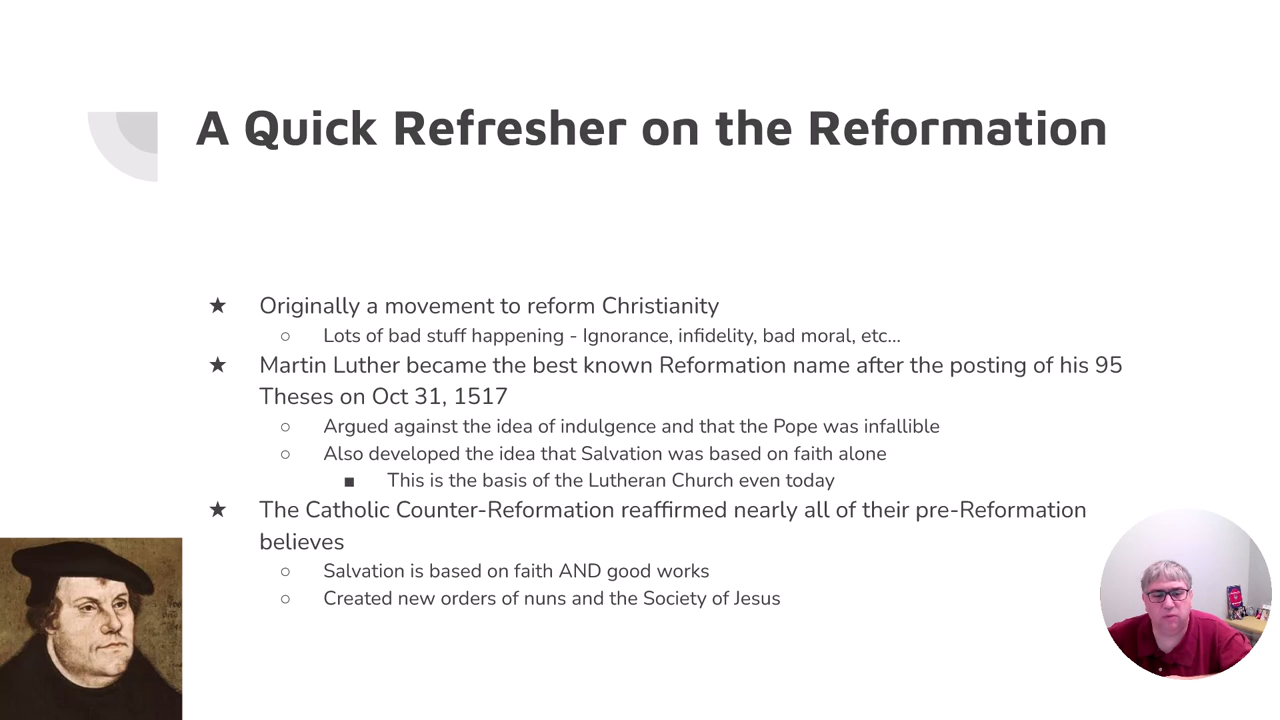 A Quick Refresher on the Reformation
★ Originally a movement to reform Christianity
○ Lots of bad stuff happening - Ignorance, infidelity, bad moral, etc...
★ Martin Luther became the best known Reformation name after the posting of his 95
Theses on Oct 31, 1517
○ Argued against the idea of indulgence and that the Pope was infallible
○ Also developed the idea that Salvation was based on faith alone
■ This is the basis of the Lutheran Church even today
★ The Catholic Counter-Reformation reaffirmed nearly all of their pre-Reformation
believes
○ Salvation is based on faith AND good works
○ Created new orders of nuns and the Society of Jesus